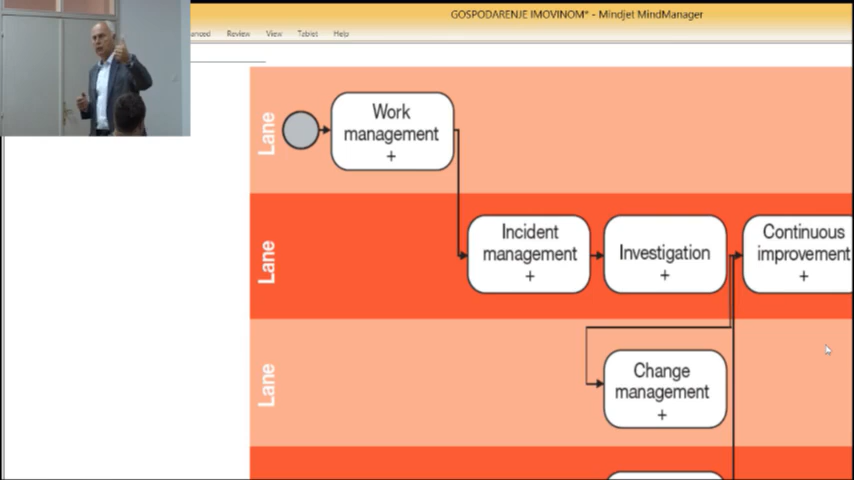 GOSPODARENJE IMOVINOM* - Mindjet MindManager
Review View Tablet Help
Lane
Work
management
+
Lane
Incident
management
+
Investigation
+
Continuous
improvement
+
Lane
Change
management
+